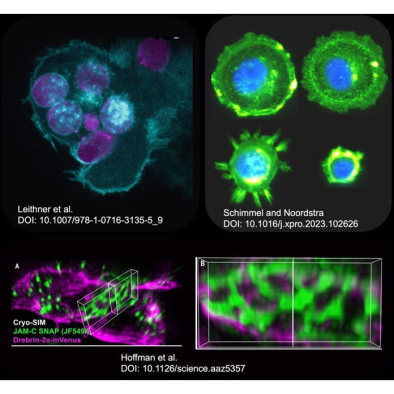 Leithner et al.
DOI: 10.1007/978-1-0716-3135-5_9
Schimmel and Noordstra
DOI: 10.1016/j.xpro.2023.102626
A
B
Cryo-SIM
JAM-C SNAP (JF549)
Drebrin-2x-mVenus
Hoffman et al.
DOI: 10.1126/science.aaz5357